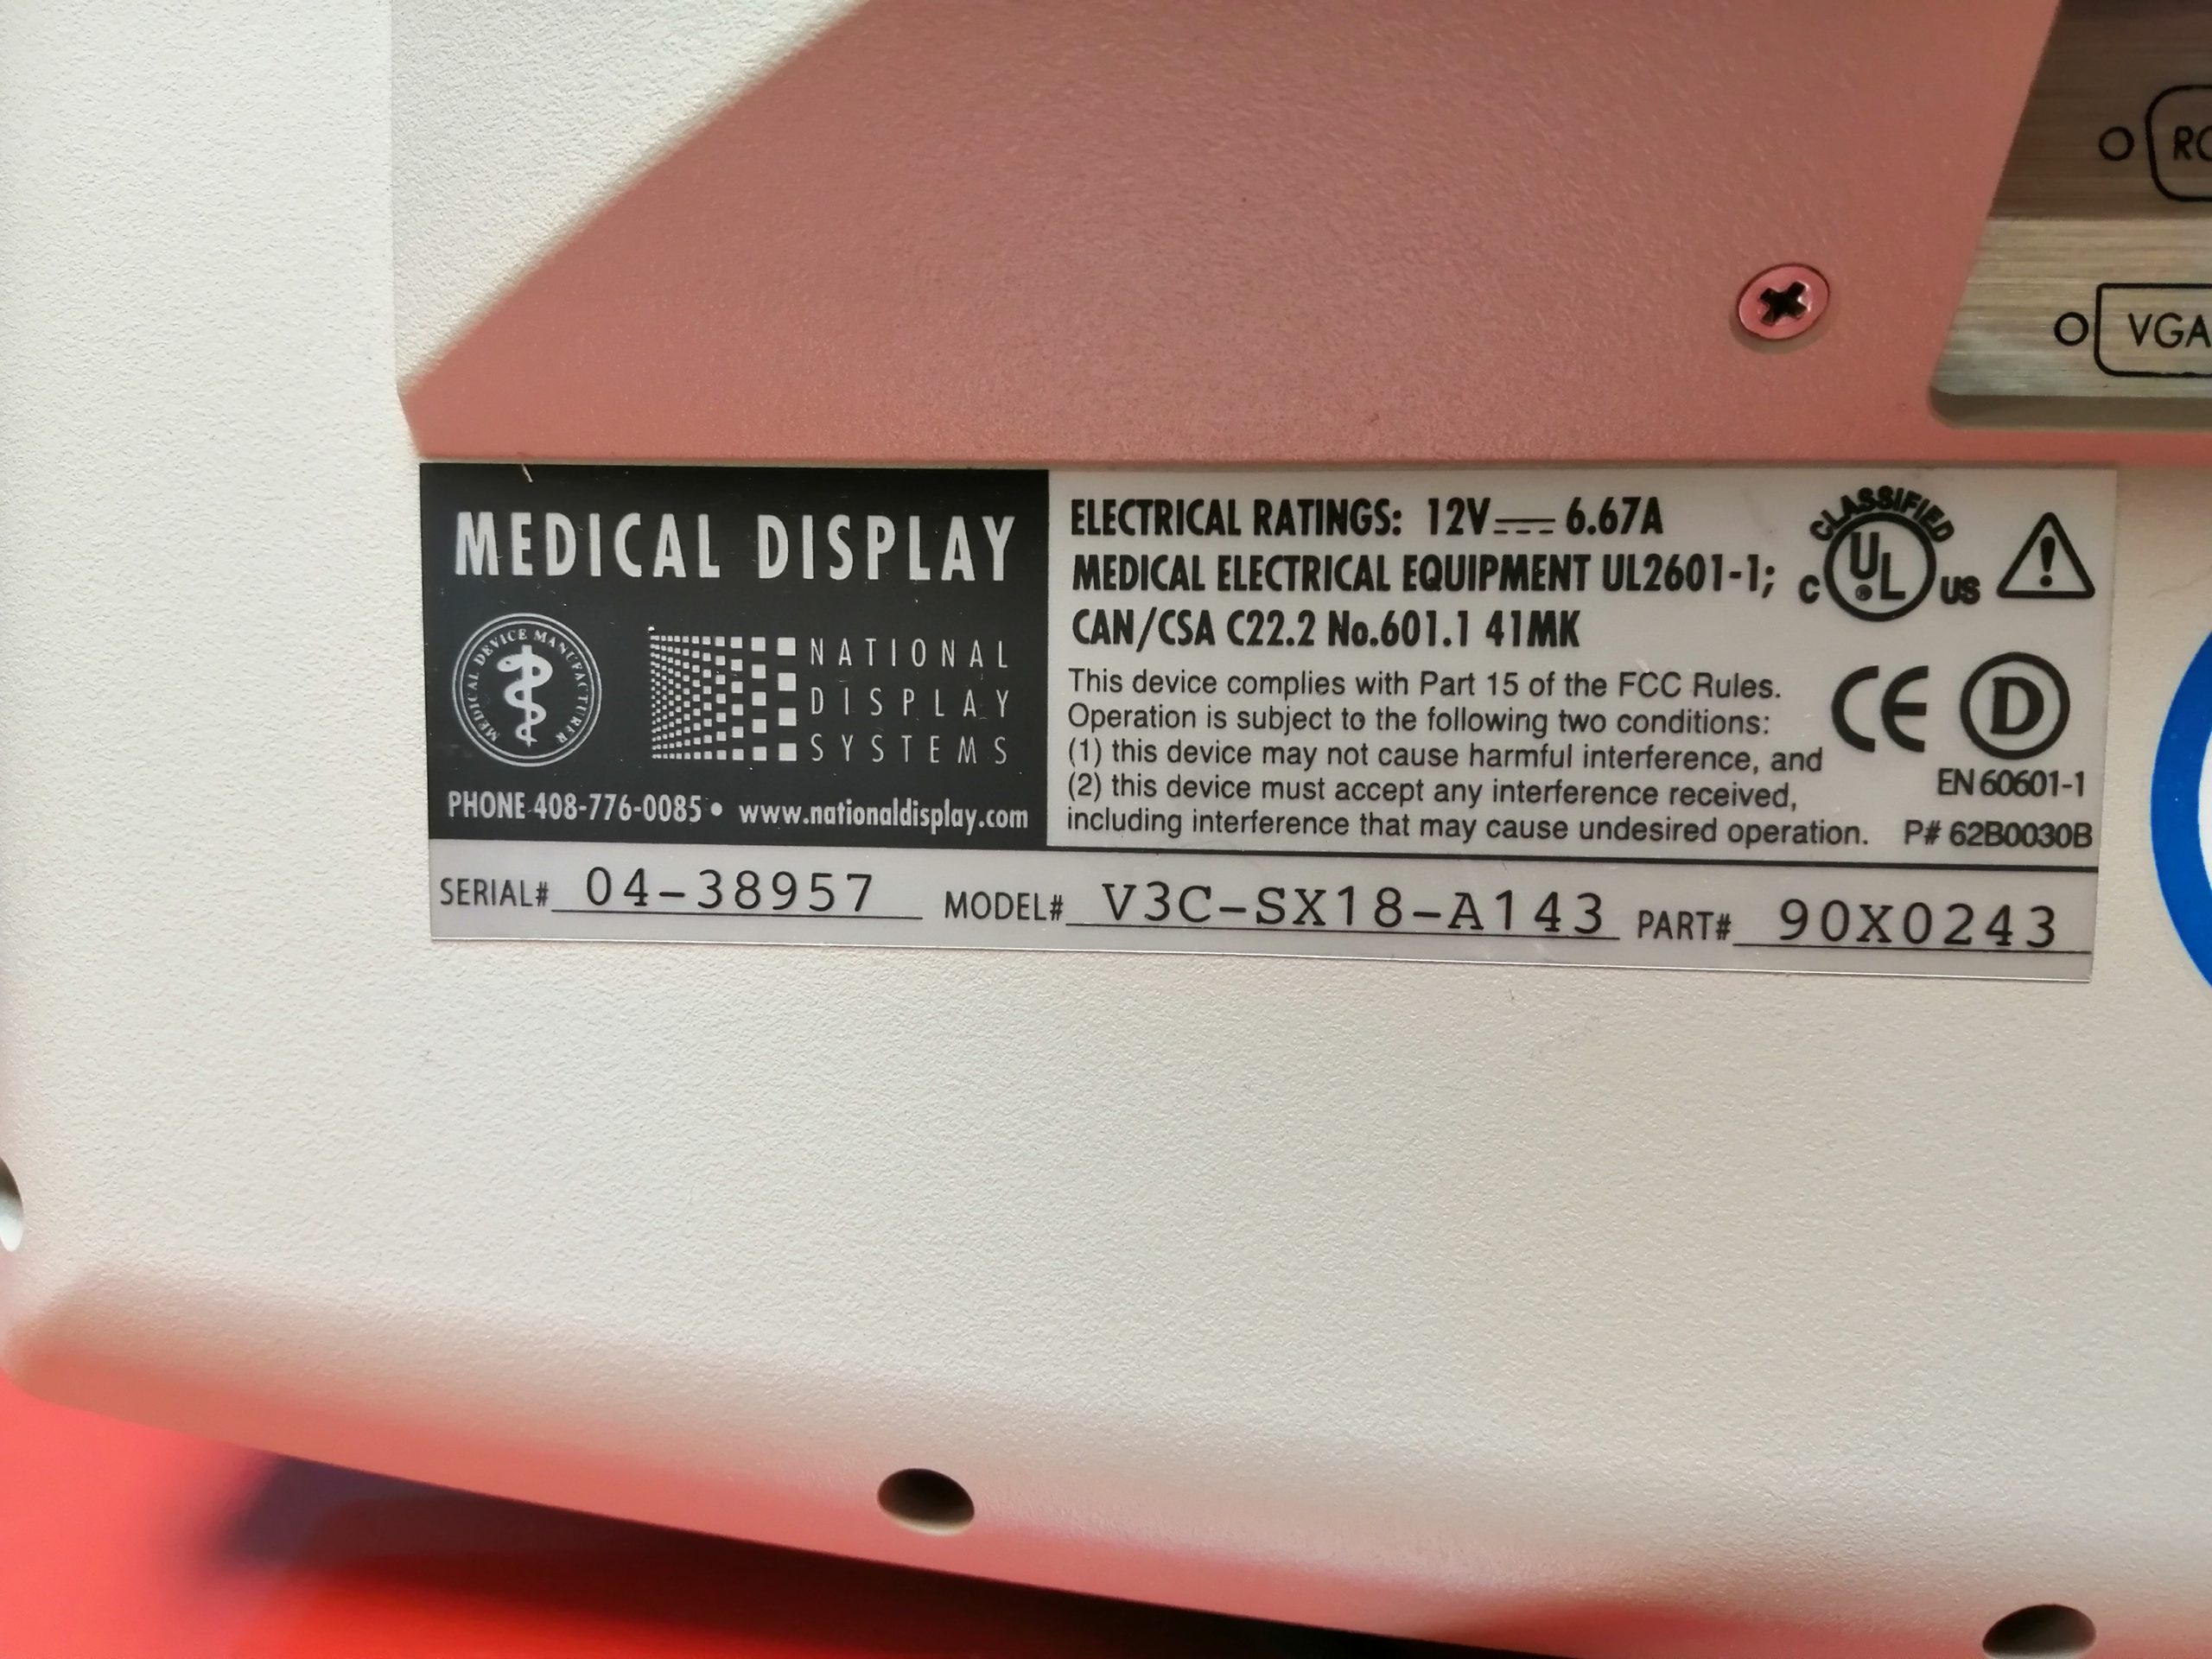 RG
VGA
MEDICAL DISPLAY
MEDICAL DEVICE MANUFACTURER
NATIONAL
DISPLAY
SYSTEMS
PHONE 408-776-0085 • www.nationaldisplay.com
ELECTRICAL RATINGS: 12V⎓6.67A
MEDICAL ELECTRICAL EQUIPMENT UL2601-1;
CAN/CSA C22.2 No.601.1 41MK
CLASSIFIED
C UL® US
This device complies with Part 15 of the FCC Rules.
Operation is subject to the following two conditions:
(1) this device may not cause harmful interference, and
(2) this device must accept any interference received,
including interference that may cause undesired operation.
CE D
EN 60601-1
P# 62B0030B
SERIAL# 04-38957 MODEL# V3C-SX18-A143 PART# 90X0243